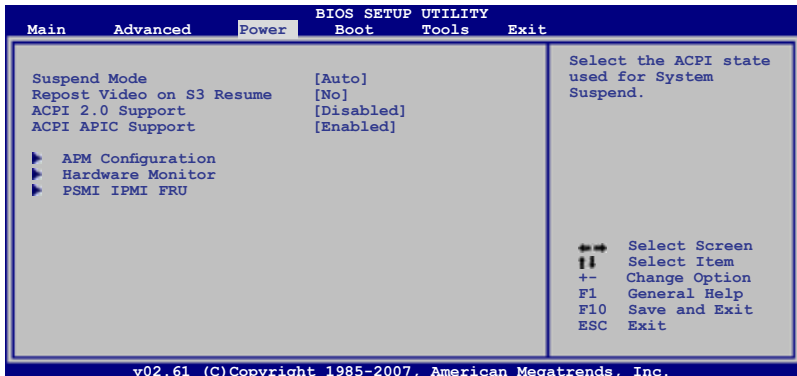 BIOS SETUP UTILITY
Main Advanced Power Boot Tools Exit
Suspend Mode [Auto]
Repost Video on S3 Resume [No]
ACPI 2.0 Support [Disabled]
ACPI APIC Support [Enabled]
APM Configuration
Hardware Monitor
PSMI IPMI FRU
Select the ACPI state
used for System
Suspend.
Select Screen
Select Item
+- Change Option
F1 General Help
F10 Save and Exit
ESC Exit
v02.61 (C)Copyright 1985-2007, American Megatrends, Inc.